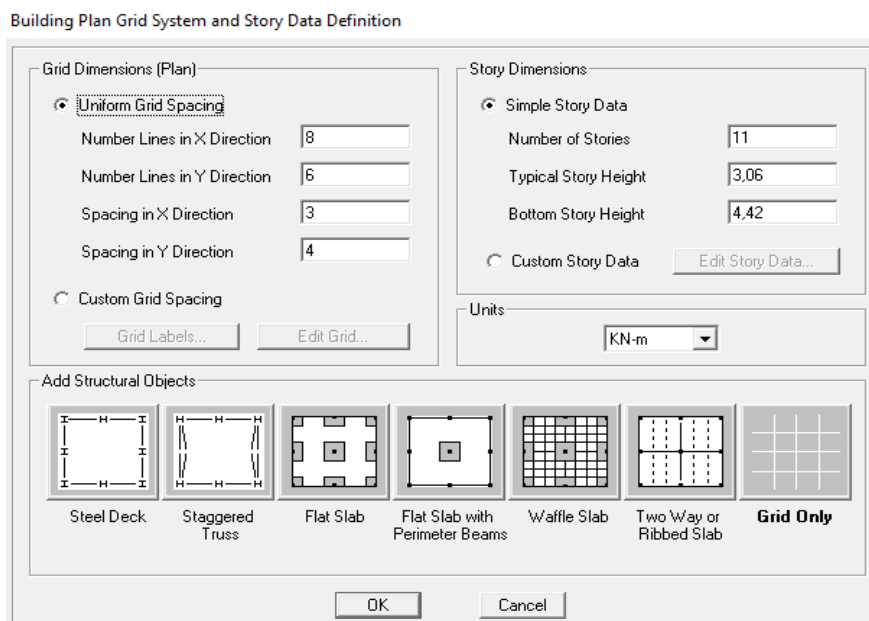 Building Plan Grid System and Story Data Definition
Grid Dimensions (Plan)
Uniform Grid Spacing
Number Lines in X Direction 8
Number Lines in Y Direction 6
Spacing in X Direction 3
Spacing in Y Direction 4
Custom Grid Spacing
Grid Labels... Edit Grid...
Story Dimensions
Simple Story Data
Number of Stories 11
Typical Story Height 3,06
Bottom Story Height 4,42
Custom Story Data Edit Story Data...
Units
KN-m
Add Structural Objects
Steel Deck
Staggered
Truss
Flat Slab
Flat Slab with
Perimeter Beams
Waffle Slab
Two Way or
Ribbed Slab
Grid Only
OK Cancel